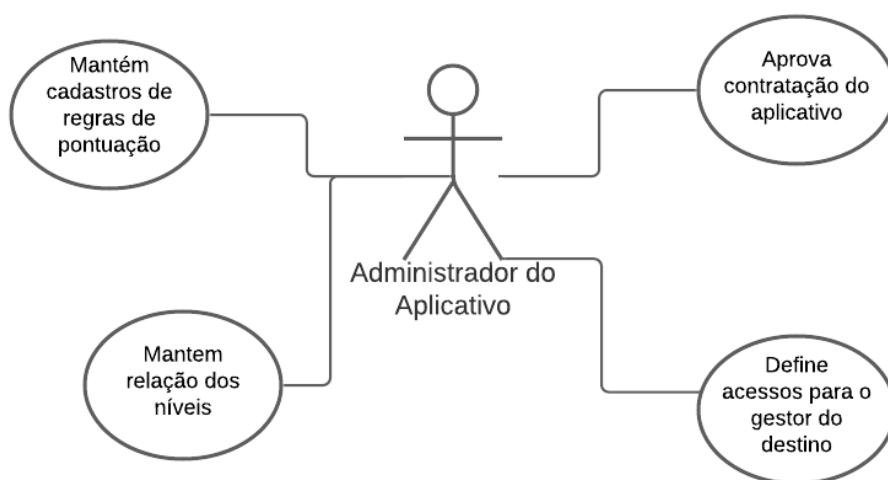 Mantém
cadastros de
regras de
pontuação
Aprova
contratação do
aplicativo
Administrador do
Aplicativo
Mantem
relação dos
níveis
Define
acessos para o
gestor do
destino